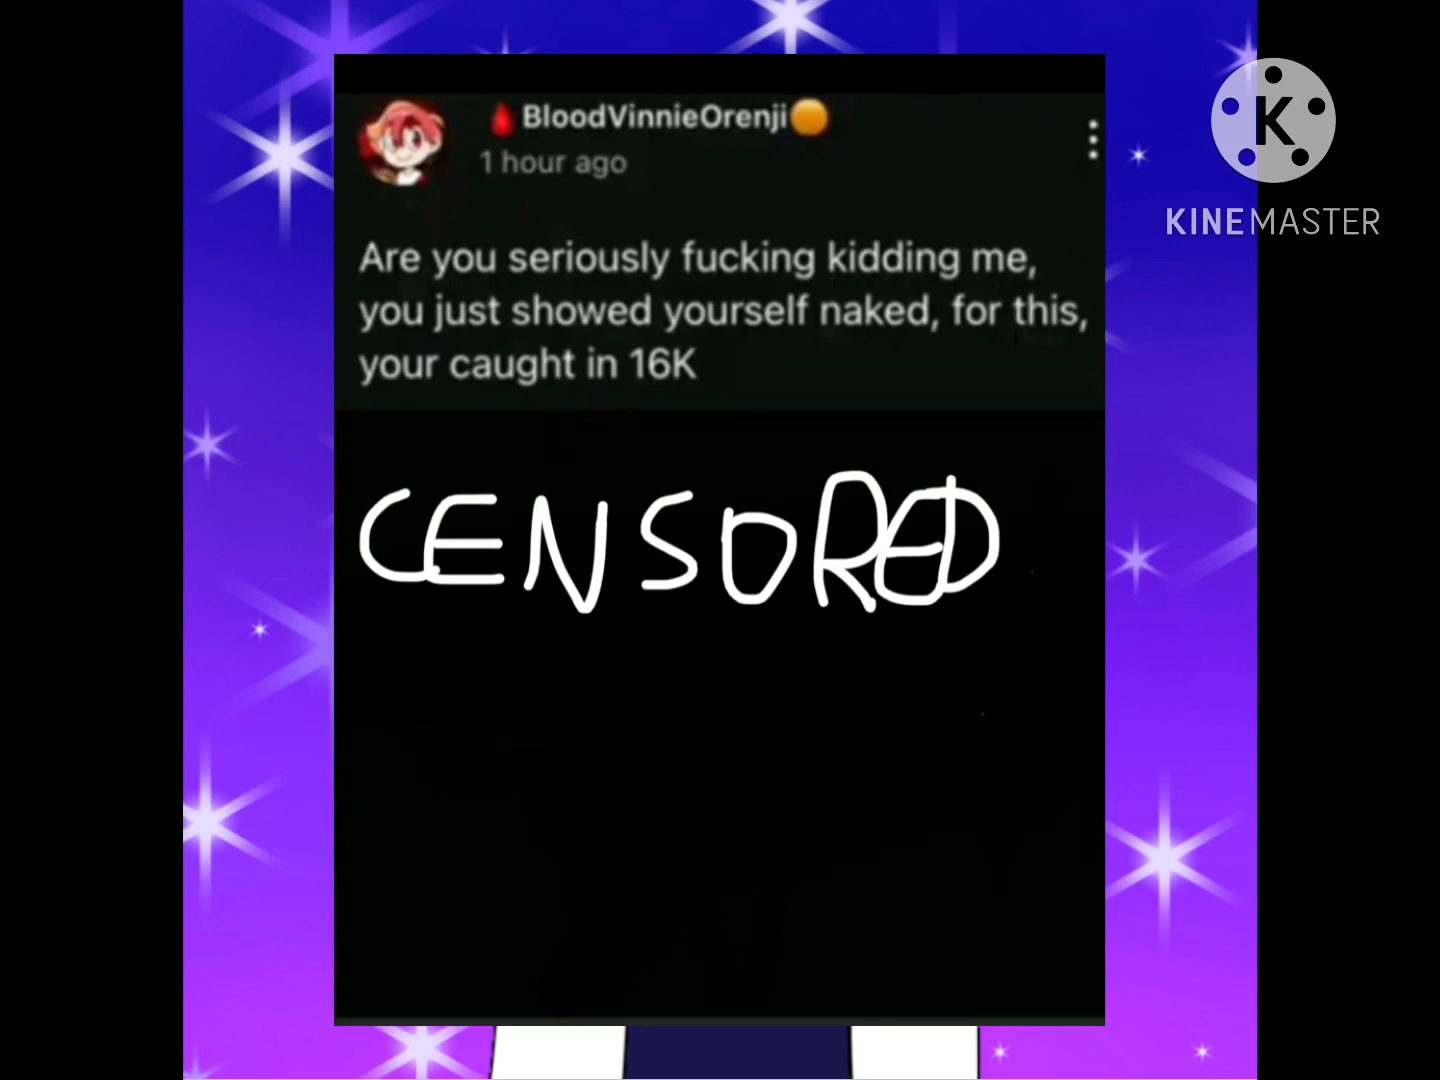 🩸BloodVinnieOrenji🟠
1 hour ago
Are you seriously fucking kidding me,
you just showed yourself naked, for this,
your caught in 16K
CENSORED
K
KINEMASTER